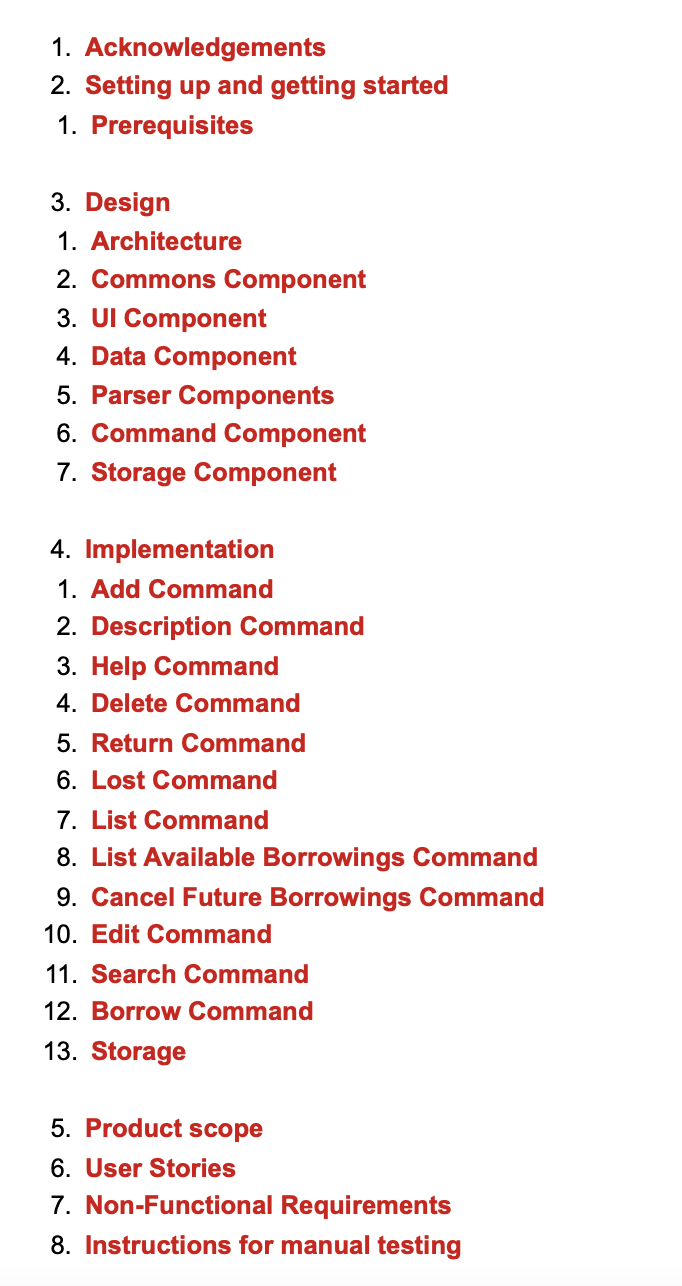 1. Acknowledgements
2. Setting up and getting started
1. Prerequisites
3. Design
1. Architecture
2. Commons Component
3. UI Component
4. Data Component
5. Parser Components
6. Command Component
7. Storage Component
4. Implementation
1. Add Command
2. Description Command
3. Help Command
4. Delete Command
5. Return Command
6. Lost Command
7. List Command
8. List Available Borrowings Command
9. Cancel Future Borrowings Command
10. Edit Command
11. Search Command
12. Borrow Command
13. Storage
5. Product scope
6. User Stories
7. Non-Functional Requirements
8. Instructions for manual testing